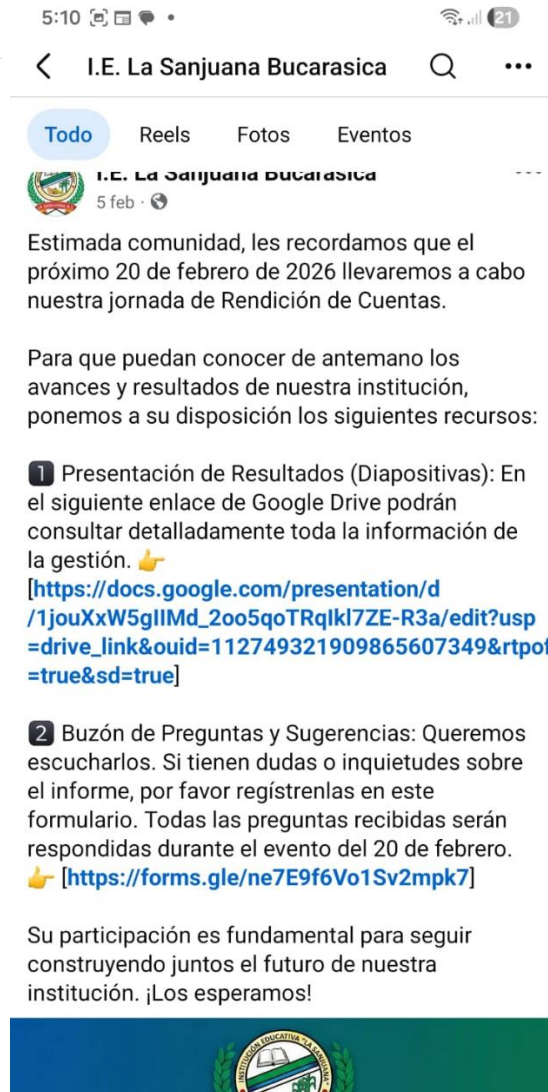 5:10
21
I.E. La Sanjuana Bucarasica
Todo Reels Fotos Eventos
I.E. La Sanjuana Bucarasica
5 feb ·
Estimada comunidad, les recordamos que el
próximo 20 de febrero de 2026 llevaremos a cabo
nuestra jornada de Rendición de Cuentas.
Para que puedan conocer de antemano los
avances y resultados de nuestra institución,
ponemos a su disposición los siguientes recursos:
1 Presentación de Resultados (Diapositivas): En
el siguiente enlace de Google Drive podrán
consultar detalladamente toda la información de
la gestión. 👉
[https://docs.google.com/presentation/d
/1jouXxW5gIIMd_2oo5qoTRqIkl7ZE-R3a/edit?usp
=drive_link&ouid=112749321909865607349&rtpof
=true&sd=true]
2 Buzón de Preguntas y Sugerencias: Queremos
escucharlos. Si tienen dudas o inquietudes sobre
el informe, por favor regístrenlas en este
formulario. Todas las preguntas recibidas serán
respondidas durante el evento del 20 de febrero.
👉 [https://forms.gle/ne7E9f6Vo1Sv2mpk7]
Su participación es fundamental para seguir
construyendo juntos el futuro de nuestra
institución. ¡Los esperamos!
INSTITUCIÓN EDUCATIVA "LA SANJUANA"